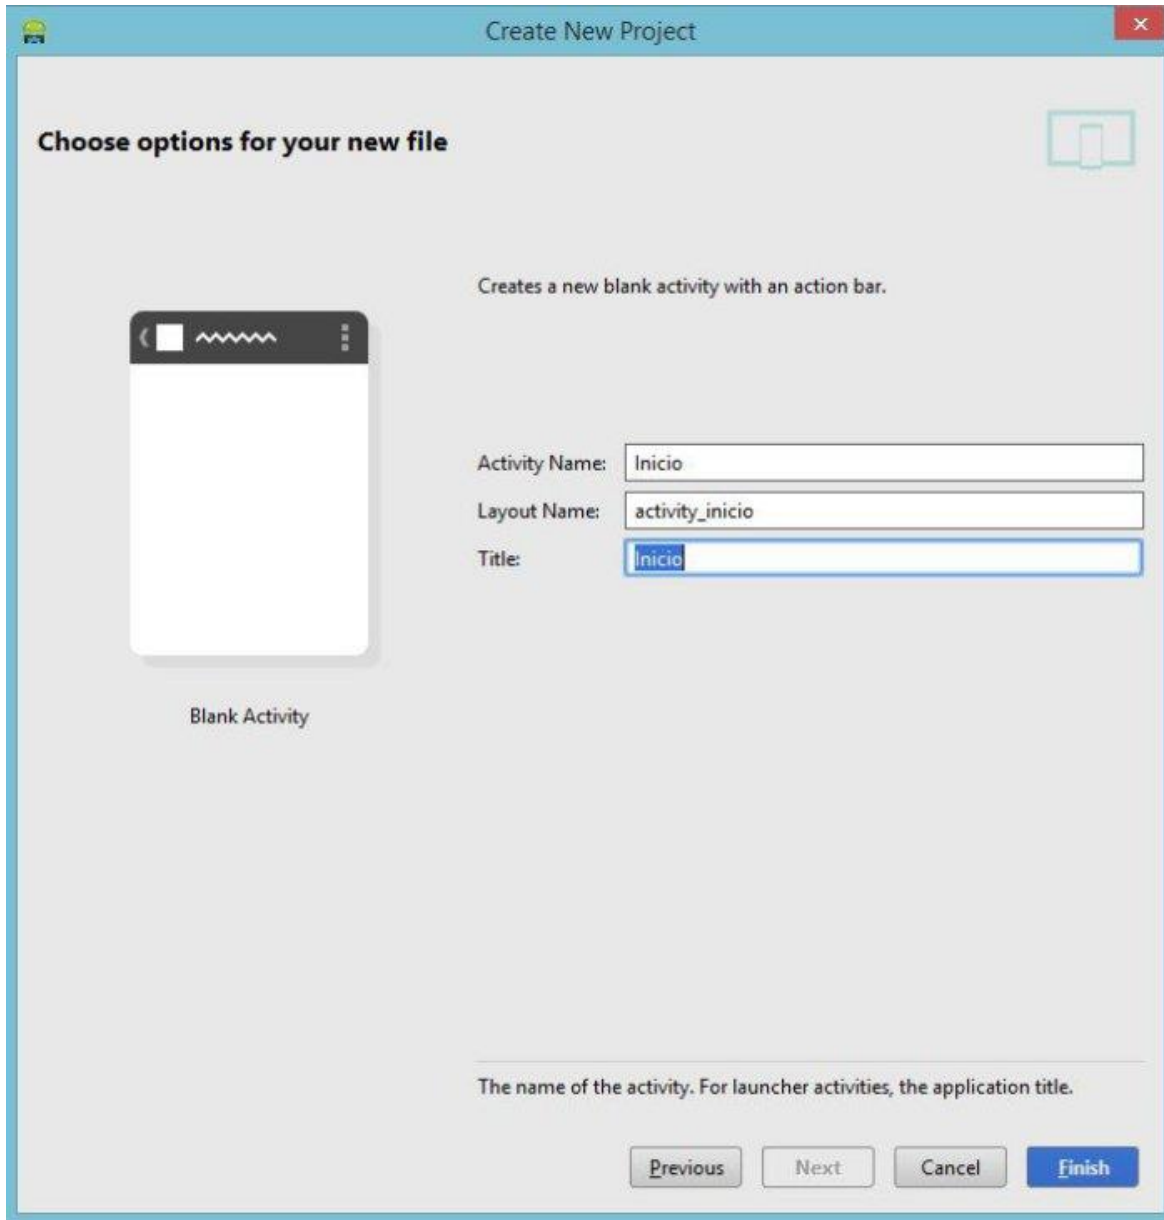 Create New Project
Choose options for your new file
Creates a new blank activity with an action bar.
Activity Name: Inicio
Layout Name: activity_inicio
Title: Inicio
Blank Activity
The name of the activity. For launcher activities, the application title.
Previous Next Cancel Finish